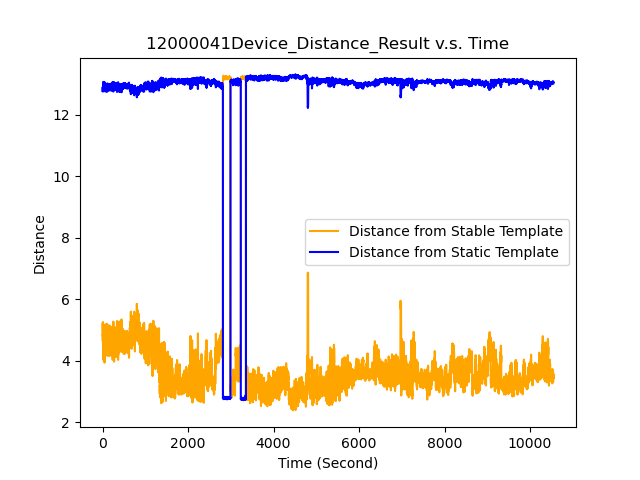 12000041Device_Distance_Result v.s. Time
Distance
12
10
8
6
4
2
Distance from Stable Template
Distance from Static Template
0 2000 4000 6000 8000 10000
Time (Second)